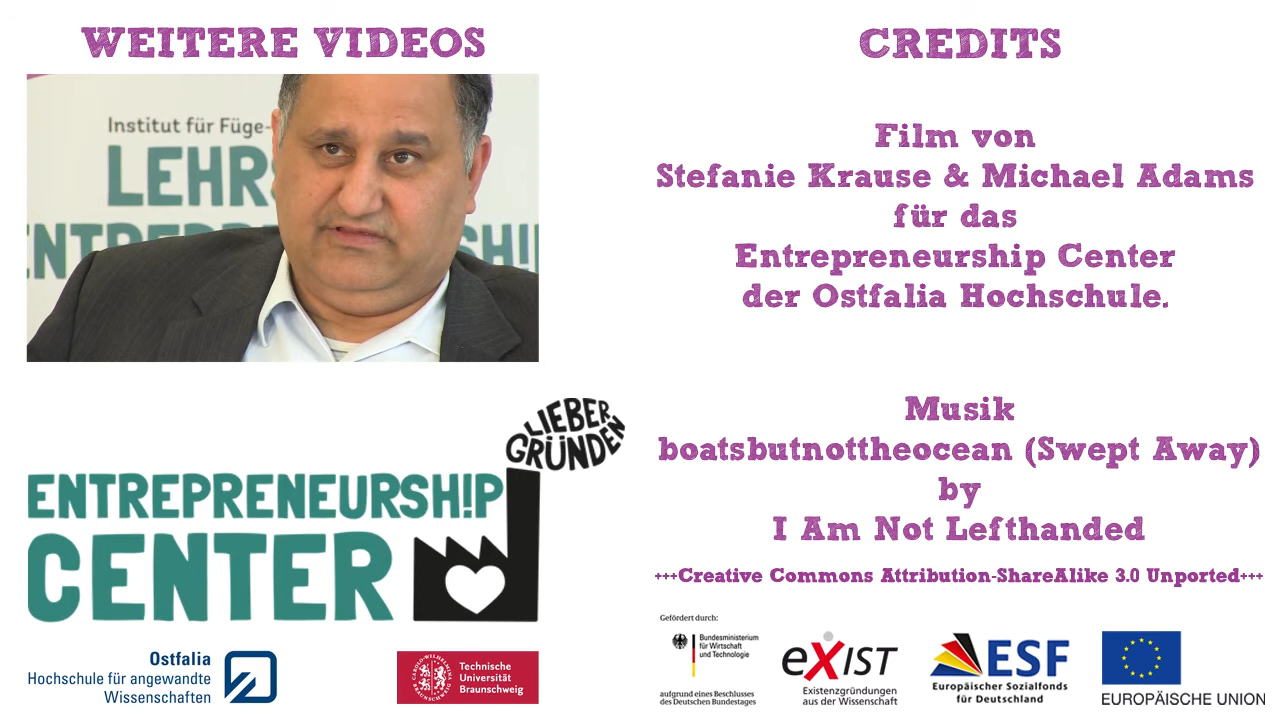 WEITERE VIDEOS
Institut für Füge-
LEHRS
ENTREPRE
SH!
LIEBER
GRÜNDEN
ENTREPRENEURSH!P
CENTER
Ostfalia
Hochschule für angewandte
Wissenschaften
Technische
Universität
Braunschweig
CREDITS
Film von
Stefanie Krause & Michael Adams
für das
Entrepreneurship Center
der Ostfalia Hochschule.
Musik
boatsbutnottheocean (Swept Away)
by
I Am Not Lefthanded
+++Creative Commons Attribution-ShareAlike 3.0 Unported+++
Gefördert durch:
Bundesministerium
für Wirtschaft
und Technologie
aufgrund eines Beschlusses
des Deutschen Bundestages
eXIST
Existenzgründungen
aus der Wissenschaft
ESF
Europäischer Sozialfonds
für Deutschland
EUROPÄISCHE UNION